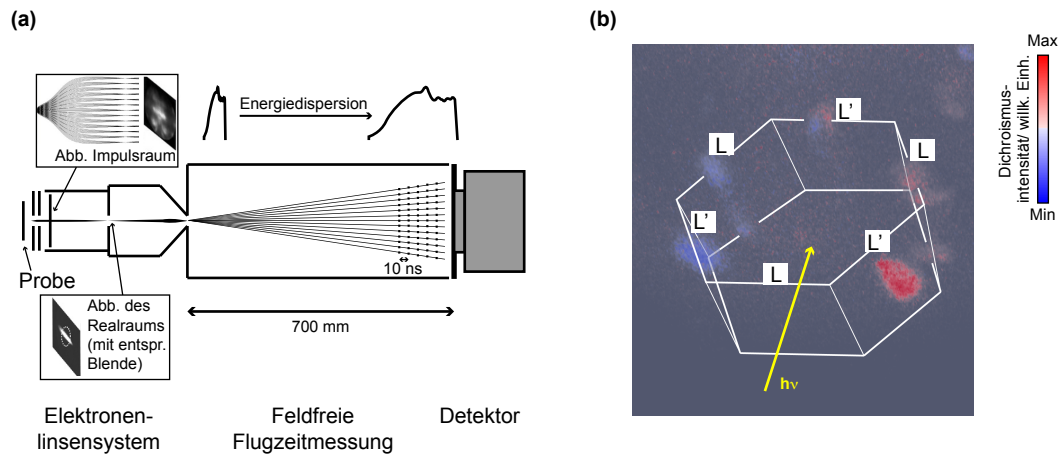 (a)
Energiedispersion
Abb. Impulsraum
10 ns
Probe
Abb. des
Realraums
(mit entspr.
Blende)
700 mm
Elektronen-
linsensystem
Feldfreie
Flugzeitmessung
Detektor
(b)
L'
L
L
L'
L'
L
hν
Max
Dichroismus-
intensität/ willk. Einh.
Min